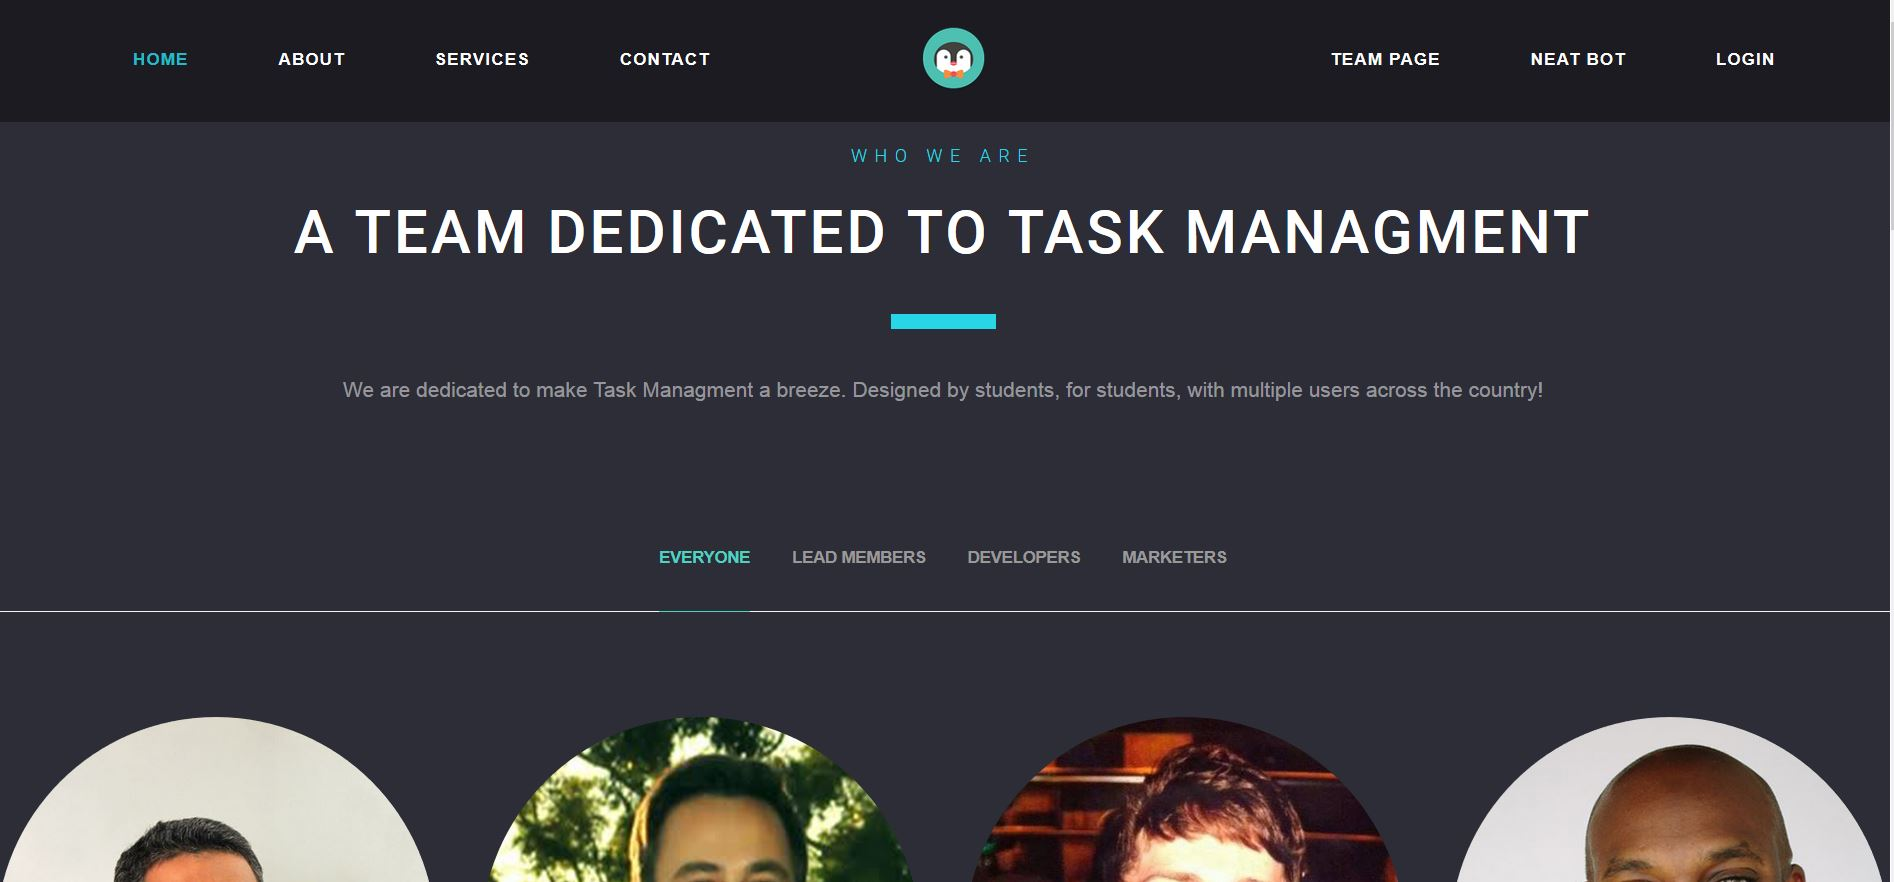 HOME ABOUT SERVICES CONTACT TEAM PAGE NEAT BOT LOGIN
WHO WE ARE
A TEAM DEDICATED TO TASK MANAGMENT
We are dedicated to make Task Managment a breeze. Designed by students, for students, with multiple users across the country!
EVERYONE LEAD MEMBERS DEVELOPERS MARKETERS